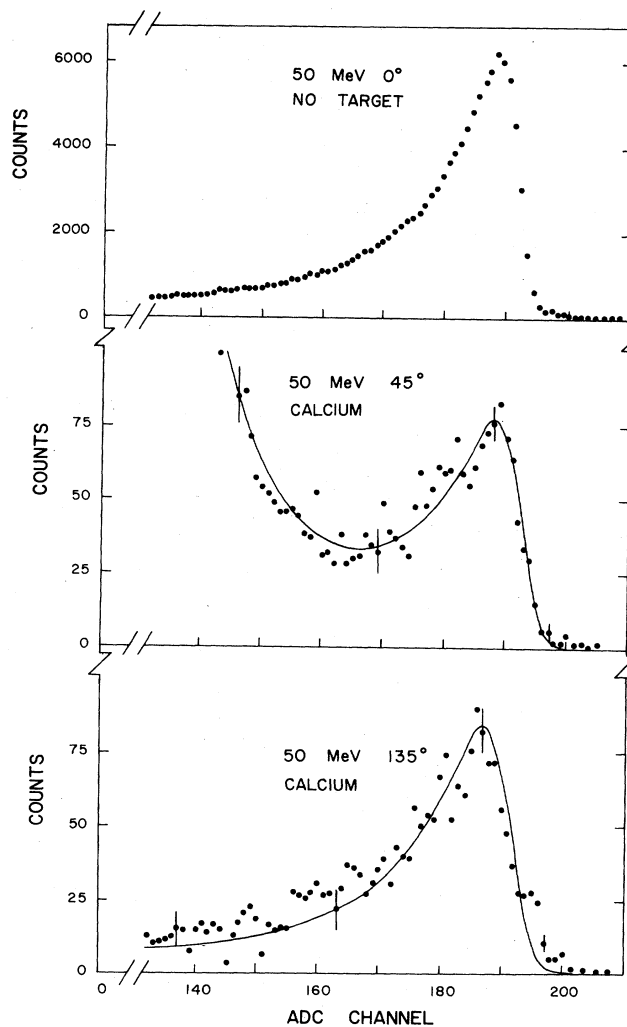 6000
4000
2000
0
COUNTS
50 MeV 0°
NO TARGET
75
50
25
0
COUNTS
50 MeV 45°
CALCIUM
75
50
25
0
COUNTS
50 MeV 135°
CALCIUM
0
140
160
180
200
ADC CHANNEL